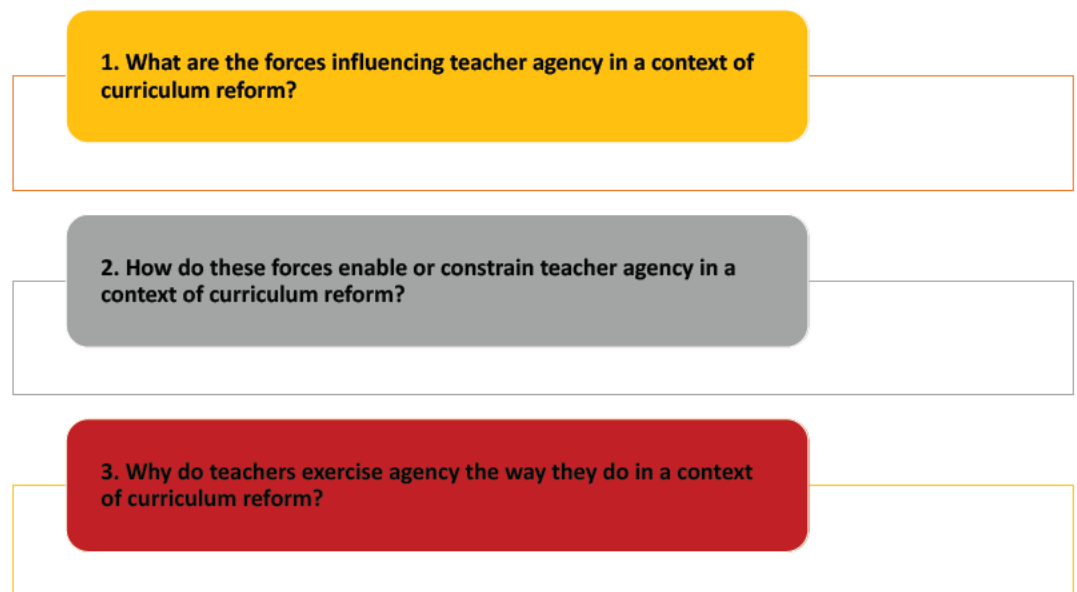 1. What are the forces influencing teacher agency in a context of
curriculum reform?
2. How do these forces enable or constrain teacher agency in a
context of curriculum reform?
3. Why do teachers exercise agency the way they do in a context
of curriculum reform?